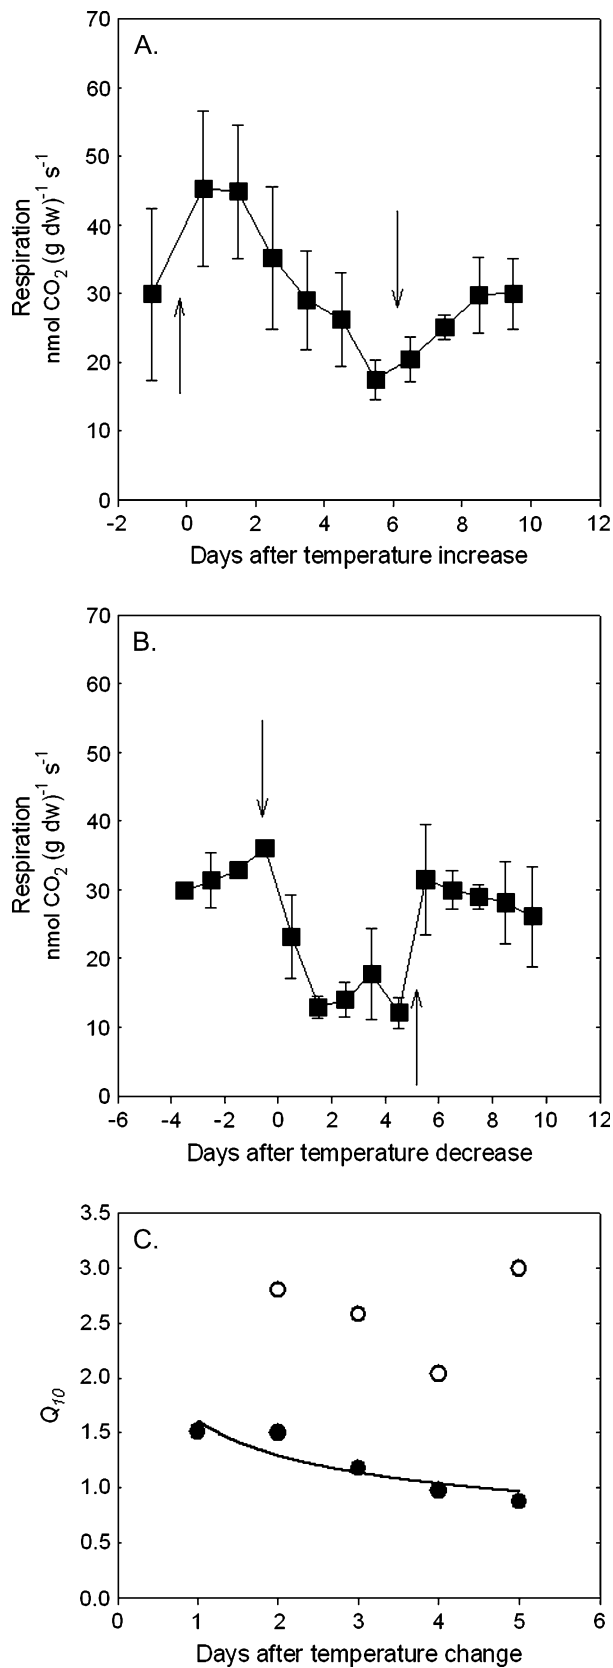 A.
70
60
50
40
30
20
10
0
Respiration
nmol CO₂ (g dw)⁻¹ s⁻¹
-2 0 2 4 6 8 10 12
Days after temperature increase
B.
70
60
50
40
30
20
10
0
Respiration
nmol CO₂ (g dw)⁻¹ s⁻¹
-6 -4 -2 0 2 4 6 8 10 12
Days after temperature decrease
C.
3.5
3.0
2.5
2.0
1.5
1.0
0.5
0.0
Q₁₀
0 1 2 3 4 5 6
Days after temperature change